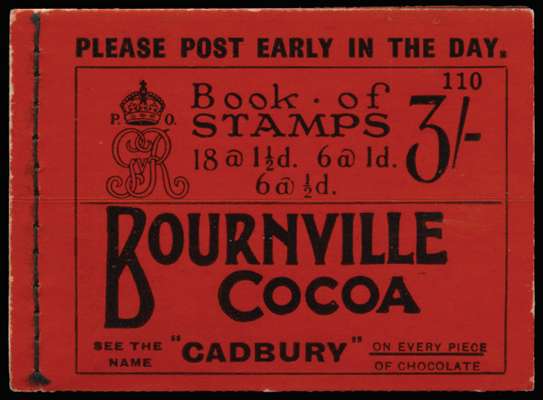 PLEASE POST EARLY IN THE DAY.
110
P. O.
GR
Book · of
STAMPS
3/-
18 @ 1½d. 6 @ 1d.
6 @ ½d.
BOURNVILLE
COCOA
SEE THE NAME "CADBURY" ON EVERY PIECE OF CHOCOLATE